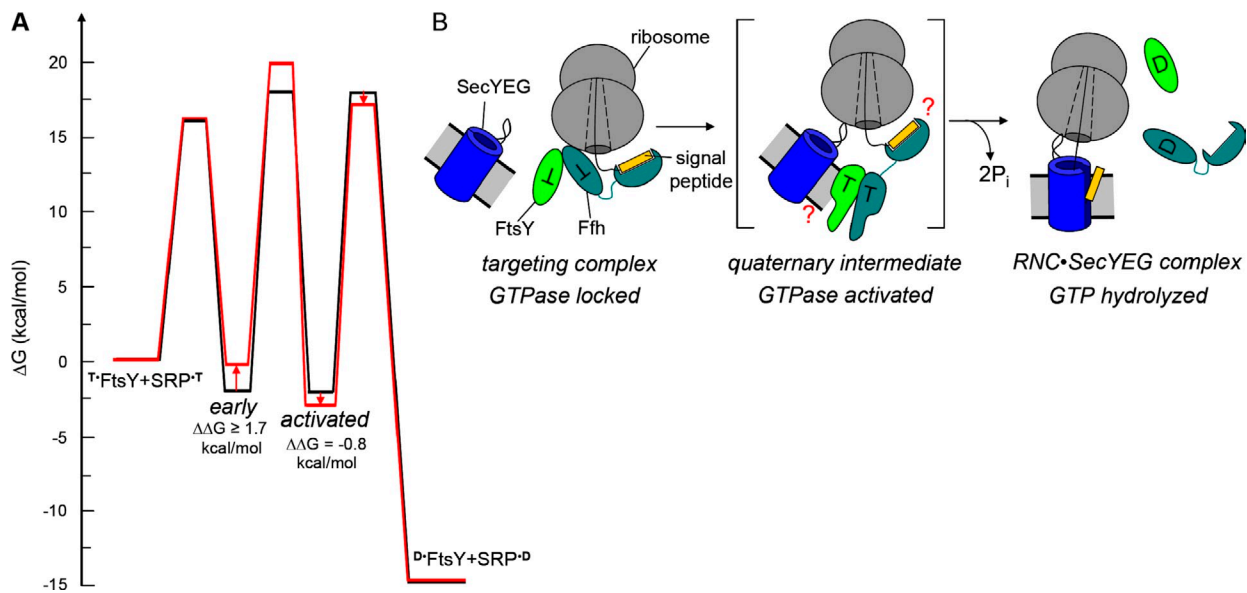 A
B
20
15
10
5
0
-5
-10
-15
ΔG (kcal/mol)
T•FtsY+SRP•T
early
ΔΔG ≥ 1.7
kcal/mol)
activated
ΔΔG = -0.8
kcal/mol)
D•FtsY+SRP•D
ribosome
SecYEG
signal
peptide
FtsY
Ffh
T
T
targeting complex
GTPase locked
?
?
T
T
quaternary intermediate
GTPase activated
2Pi
D
D
RNC•SecYEG complex
GTP hydrolyzed